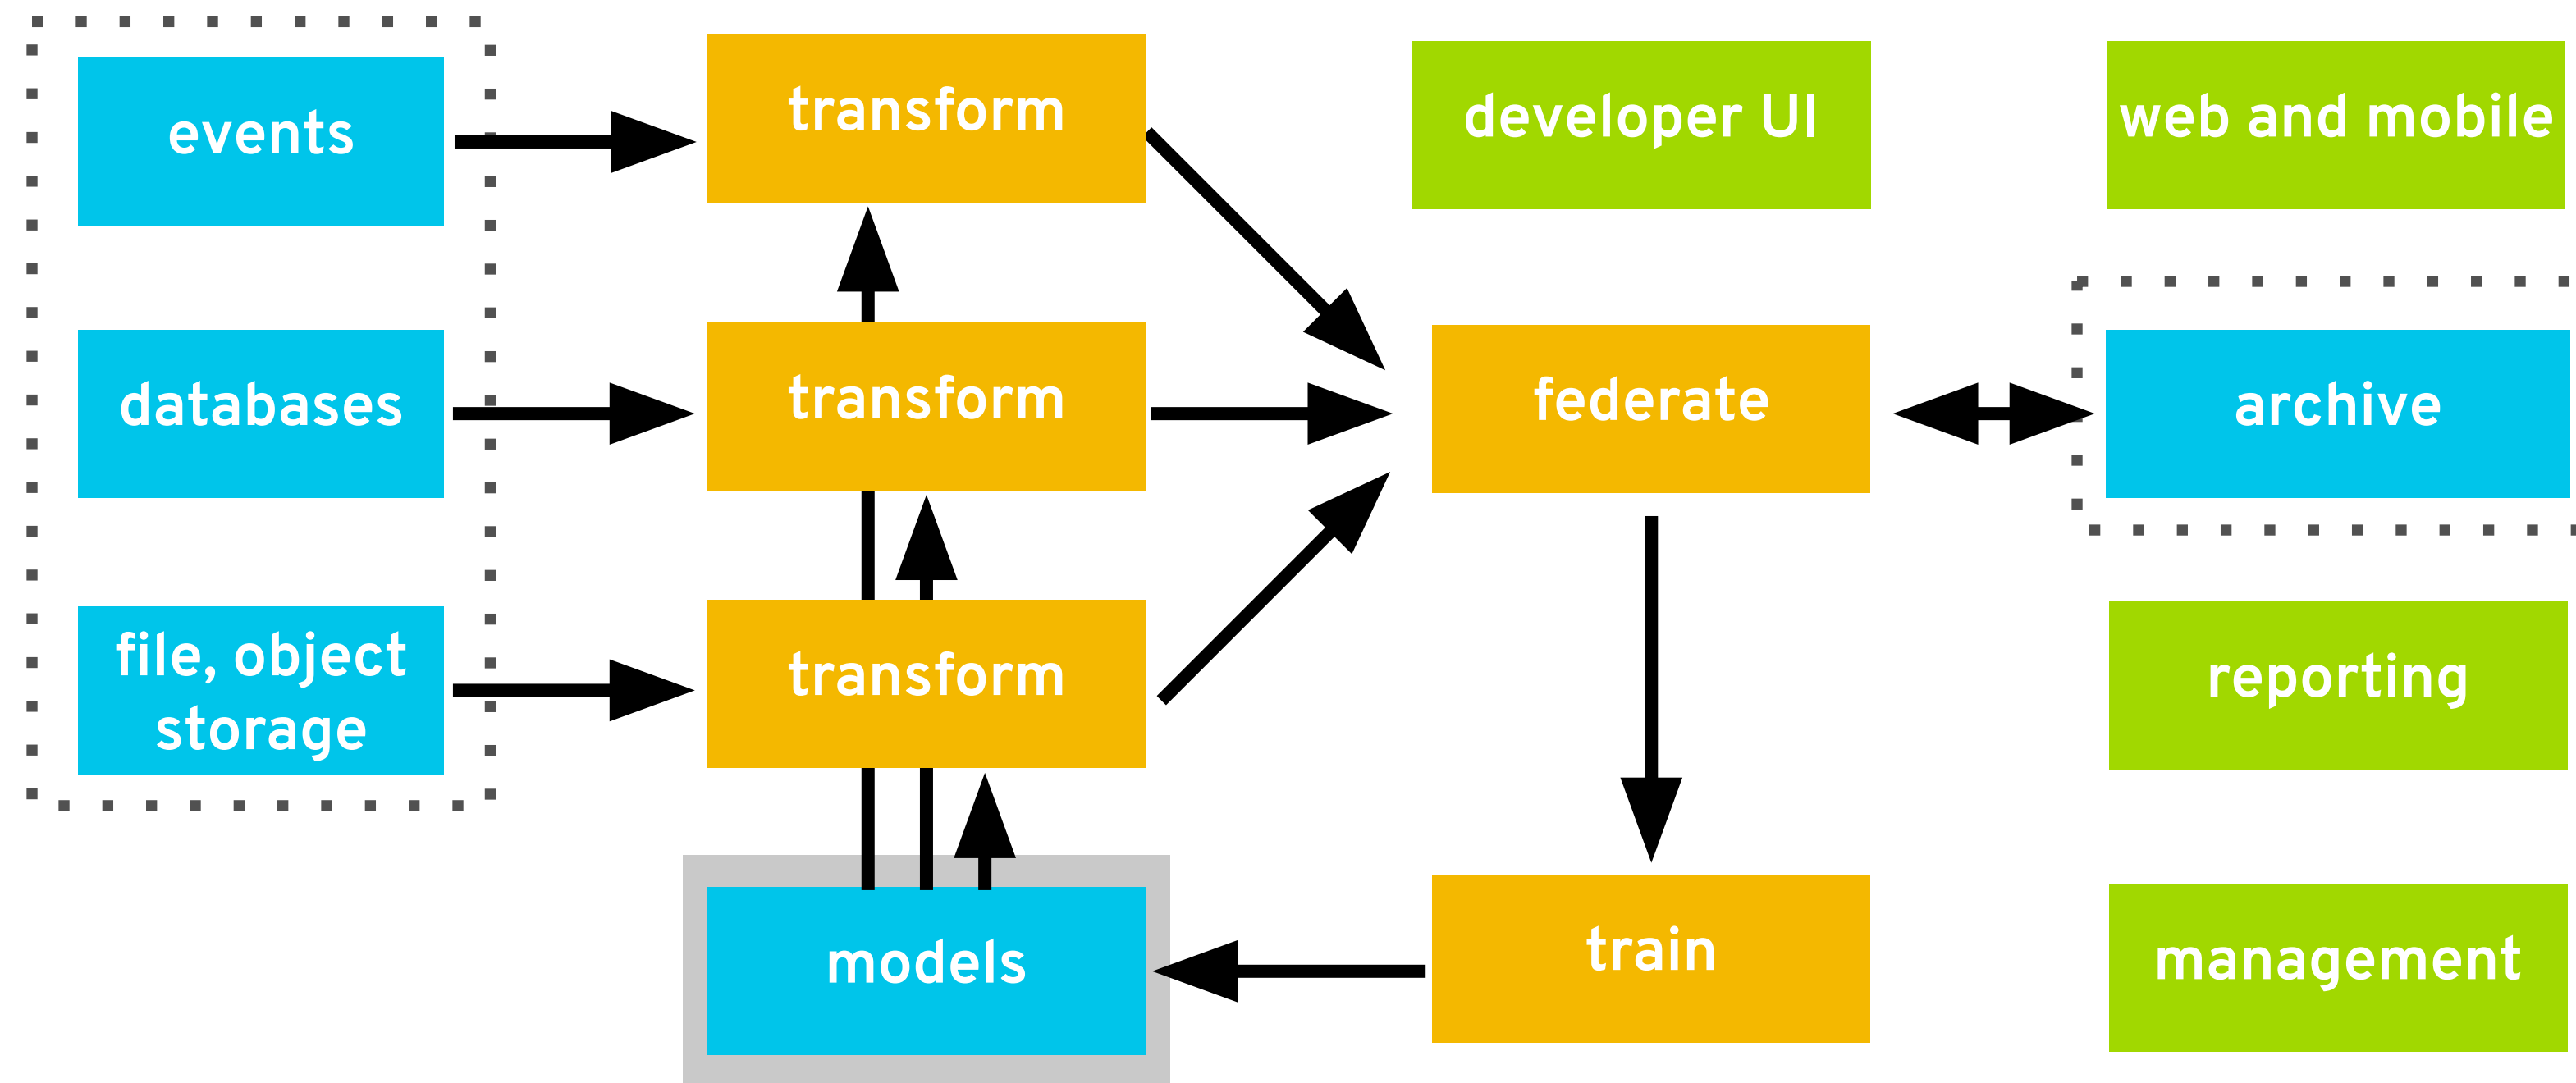 events
transform
developer UI
web and mobile
databases
transform
federate
archive
file, object
storage
transform
reporting
models
train
management